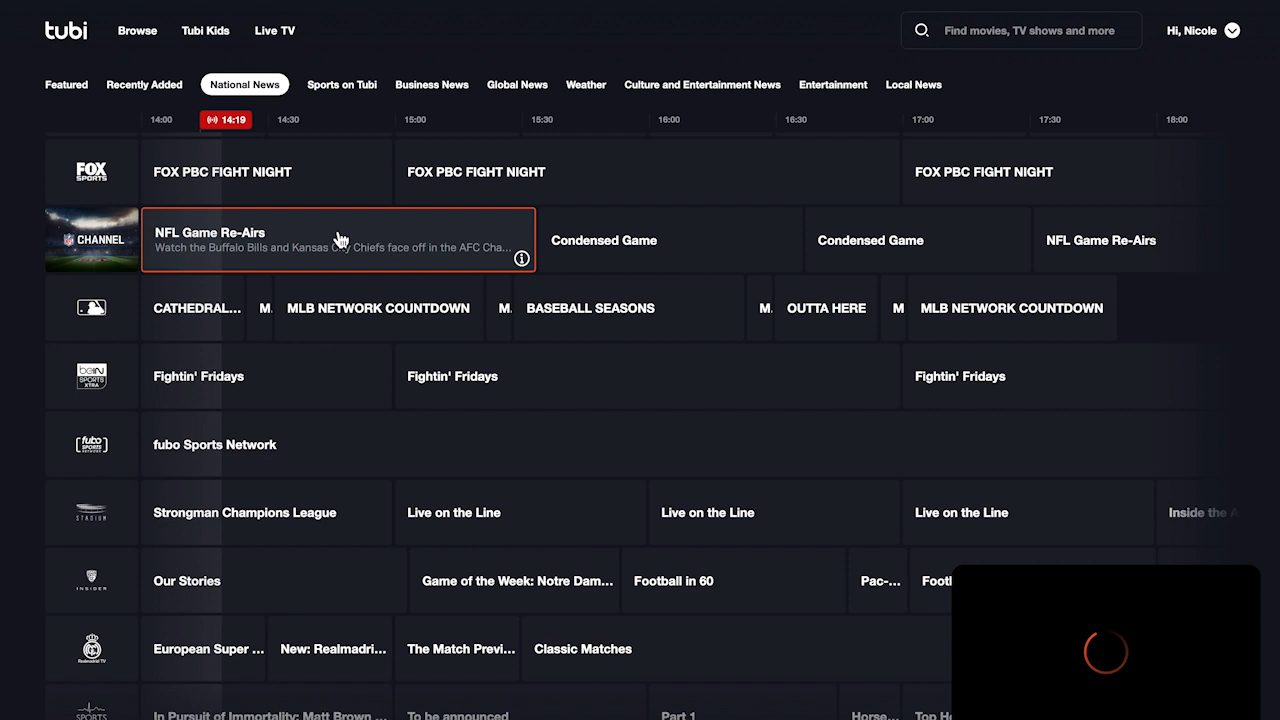 tubi Browse Tubi Kids Live TV Find movies, TV shows and more Hi, Nicole
Featured Recently Added National News Sports on Tubi Business News Global News Weather Culture and Entertainment News Entertainment Local News
14:00 14:19 14:30 15:00 15:30 16:00 16:30 17:00 17:30 18:00
FOX SPORTS FOX PBC FIGHT NIGHT FOX PBC FIGHT NIGHT FOX PBC FIGHT NIGHT
NFL CHANNEL NFL Game Re-Airs Condensed Game Condensed Game NFL Game Re-Airs
Watch the Buffalo Bills and Kansas City Chiefs face off in the AFC Cha...
CATHEDRAL... M. MLB NETWORK COUNTDOWN M. BASEBALL SEASONS M. OUTTA HERE M. MLB NETWORK COUNTDOWN
beIN SPORTS XTRA Fightin' Fridays Fightin' Fridays Fightin' Fridays
fubo SPORTS NETWORK fubo Sports Network
STADIUM Strongman Champions League Live on the Line Live on the Line Live on the Line Inside the A
INSIDER Our Stories Game of the Week: Notre Dam... Football in 60 Pac-... Footb
Realmadrid TV European Super ... New: Realmadri... The Match Previ... Classic Matches
SPORTS In Pursuit of Immortality: Matt Brown ... To be announced Part 1 Horse... Top H